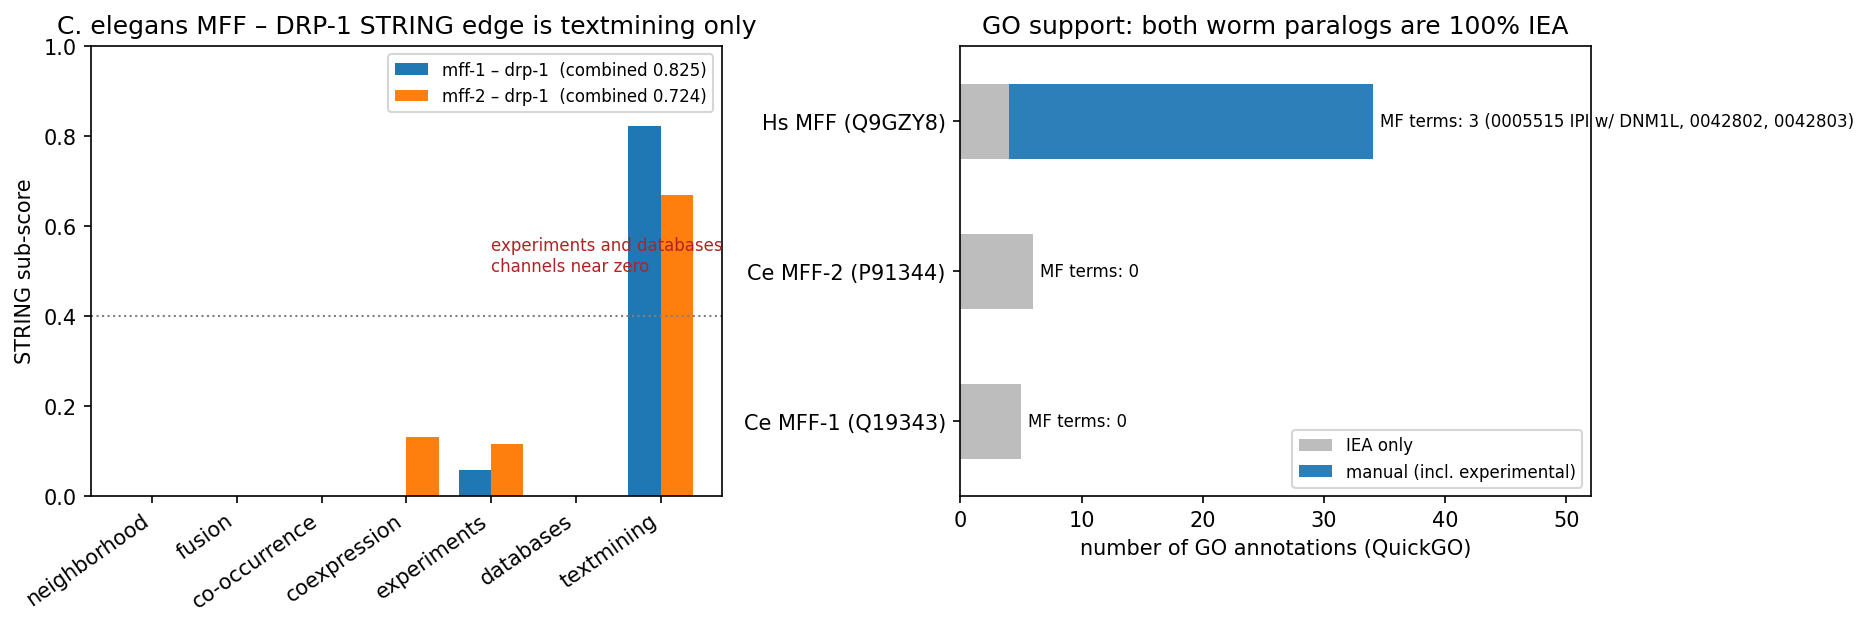 C. elegans MFF – DRP-1 STRING edge is textmining only
STRING sub-score
1.0
0.8
0.6
0.4
0.2
0.0
mff-1 – drp-1  (combined 0.825)
mff-2 – drp-1  (combined 0.724)
experiments and databases
channels near zero
neighborhood
fusion
co-occurrence
coexpression
experiments
databases
textmining
GO support: both worm paralogs are 100% IEA
Hs MFF (Q9GZY8)
MF terms: 3 (0005515 IPI w/ DNM1L, 0042802, 0042803)
Ce MFF-2 (P91344)
MF terms: 0
Ce MFF-1 (Q19343)
MF terms: 0
IEA only
manual (incl. experimental)
0
10
20
30
40
50
number of GO annotations (QuickGO)